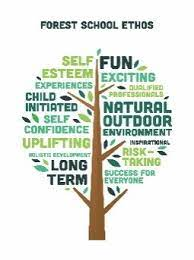 FOREST SCHOOL ETHOS
SELF
ESTEEM
EXPERIENCES
CHILD
INITIATED
SELF
CONFIDENCE
UPLIFTING
HOLISTIC DEVELOPMENT
LONG
TERM
FUN
EXCITING
QUALIFIED
PROFESSIONALS
NATURAL
OUTDOOR
ENVIRONMENT
INSPIRATIONAL
RISK-
TAKING
SUCCESS FOR
EVERYONE